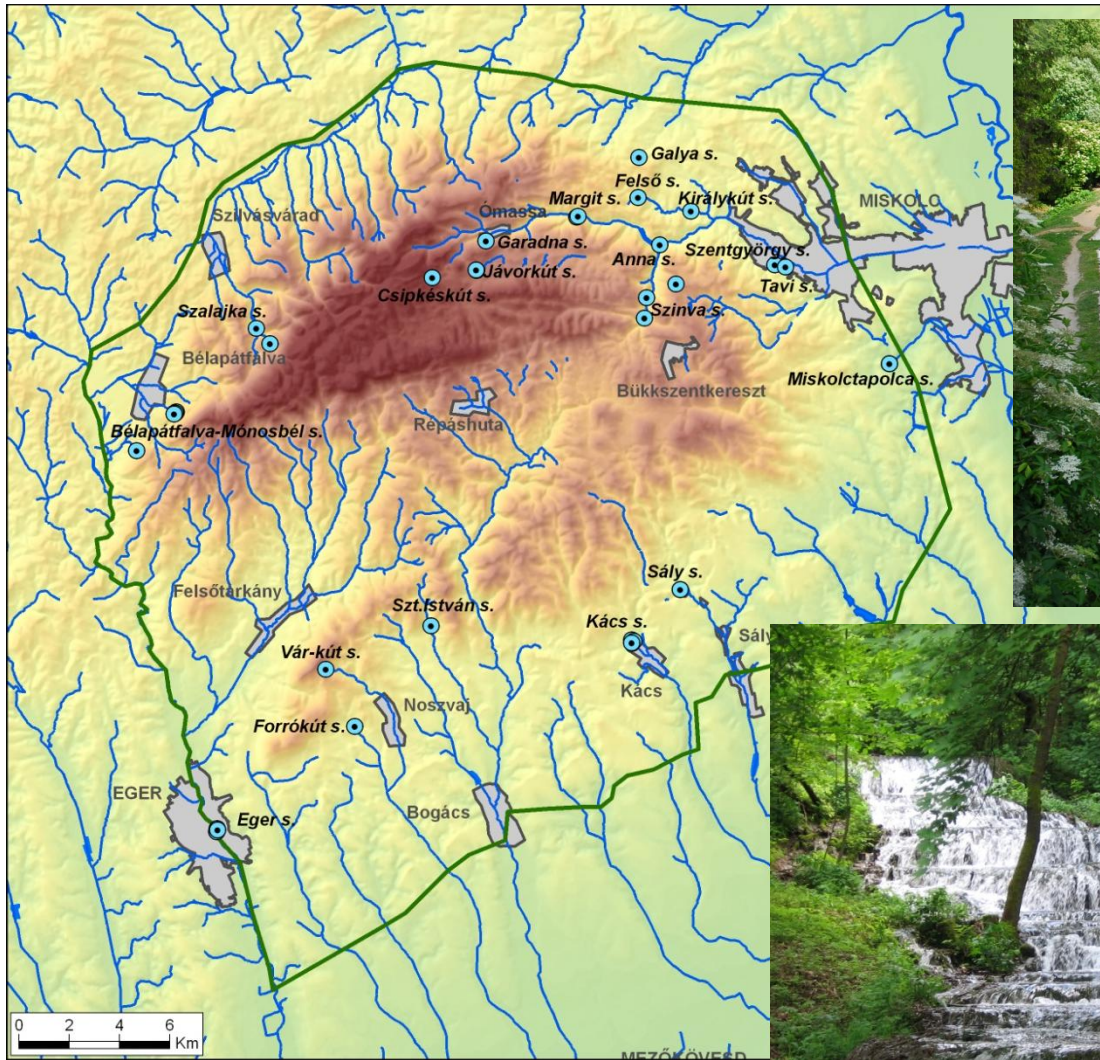 Galya s.
Felső s.
Margit s.
Királykút s.
MISKOLC
Szilvásvárad
Ómassa
Garadna s.
Anna s.
Szentgyörgy s.
Jávorkút s.
Csipkéskút s.
Tavi s.
Szalajka s.
Szinva s.
Bélapátfalva
Bükkszentkereszt
Miskolctapolca s.
Répáshuta
Bélapátfalva-Mónosbél s.
Felsőtárkány
Sály s.
Szt.István s.
Kács s.
Sály
Vár-kút s.
Kács
Noszvaj
Forrókút s.
EGER
Eger s.
Bogács
0 2 4 6
Km
MEZŐKÖVESD